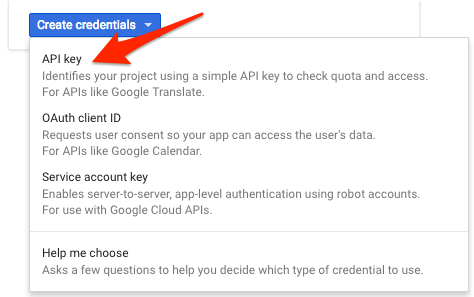 Create credentials
API key
Identifies your project using a simple API key to check quota and access.
For APIs like Google Translate.
OAuth client ID
Requests user consent so your app can access the user's data.
For APIs like Google Calendar.
Service account key
Enables server-to-server, app-level authentication using robot accounts.
For use with Google Cloud APIs.
Help me choose
Asks a few questions to help you decide which type of credential to use.